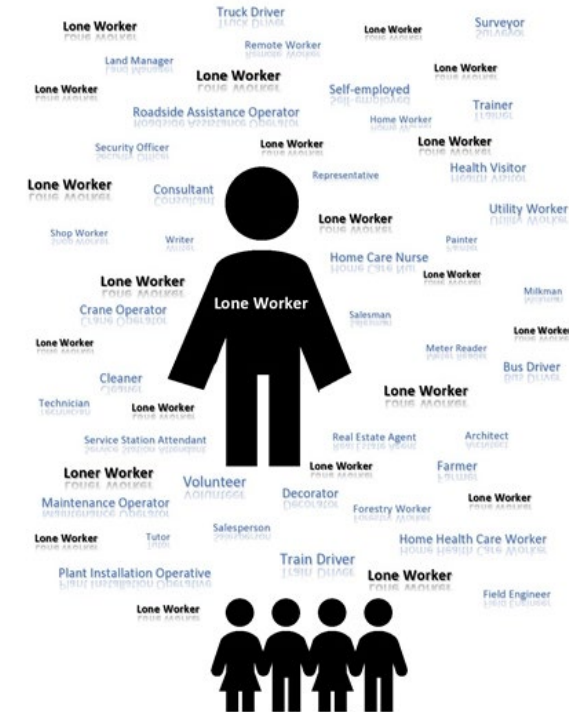 Truck Driver
Lone Worker
Surveyor
Lone Worker
Remote Worker
Land Manager
Lone Worker
Lone Worker
Lone Worker
Self-employed
Trainer
Roadside Assistance Operator
Home Worker
Lone Worker
Lone Worker
Security Officer
Health Visitor
Representative
Lone Worker
Consultant
Utility Worker
Lone Worker
Shop Worker
Writer
Painter
Home Care Nurse
Lone Worker
Lone Worker
Milkman
Lone Worker
Crane Operator
Salesman
Lone Worker
Lone Worker
Meter Reader
Bus Driver
Cleaner
Lone Worker
Technician
Lone Worker
Service Station Attendant
Real Estate Agent
Architect
Lone Worker
Farmer
Loner Worker
Volunteer
Decorator
Lone Worker
Maintenance Operator
Forestry Worker
Salesperson
Lone Worker
Tutor
Home Health Care Worker
Train Driver
Plant Installation Operative
Lone Worker
Field Engineer
Lone Worker